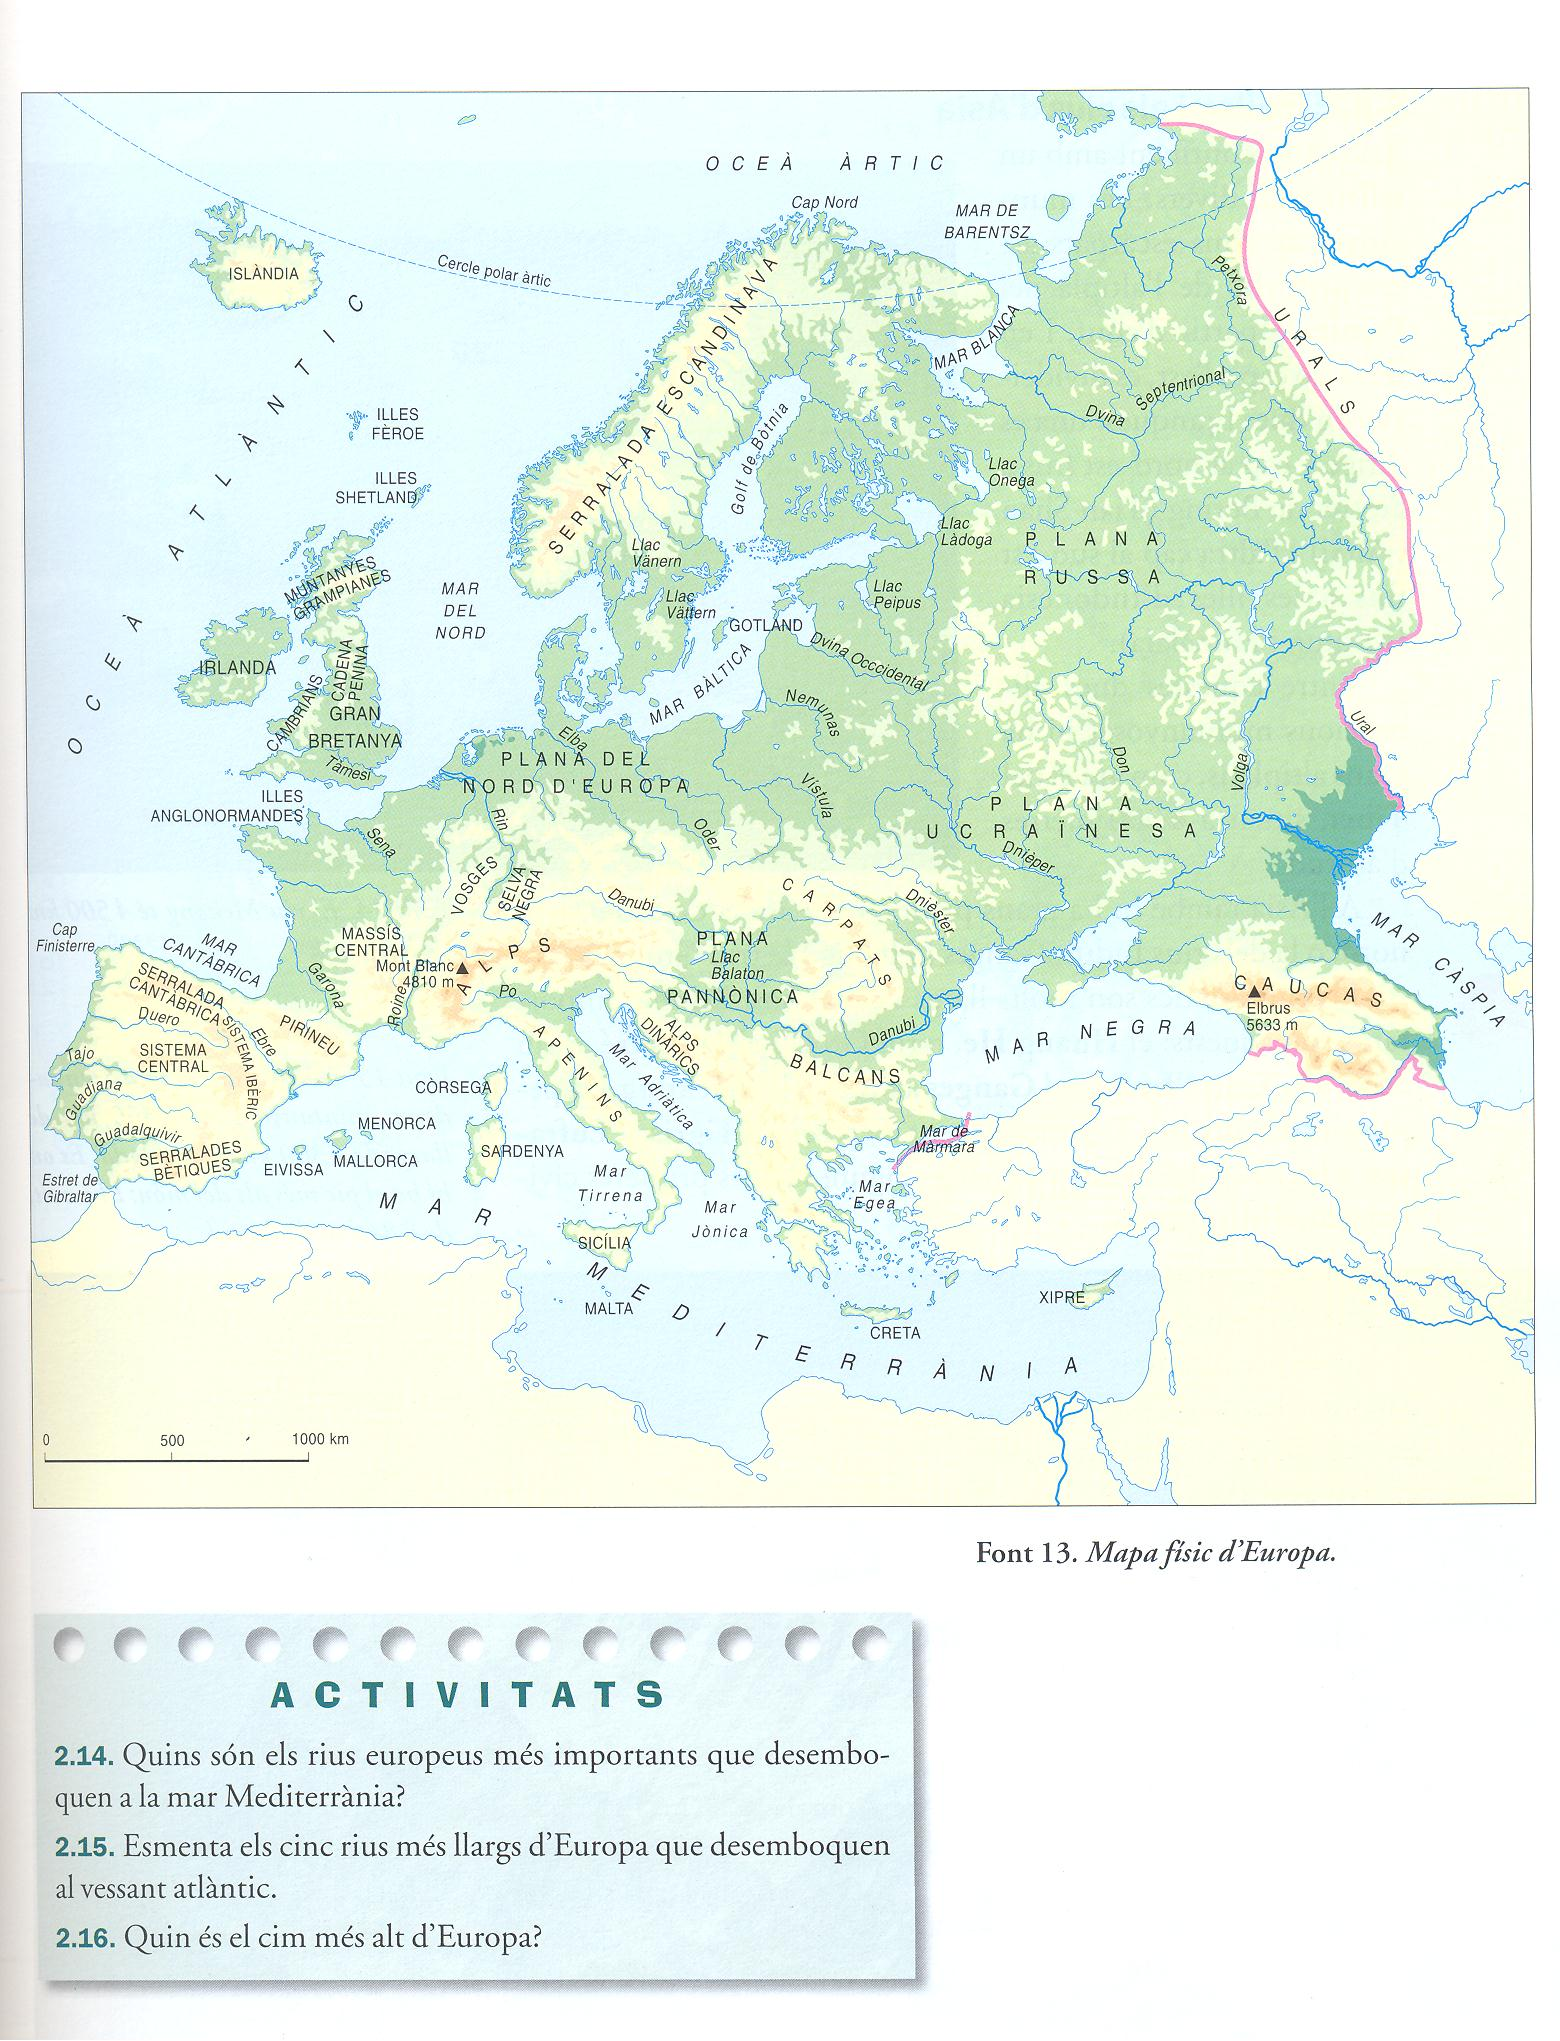 OCEÀ ÀRTIC
Cap Nord
MAR DE
BARENTSZ
ISLÀNDIA
Cercle polar àrtic
Petxora
URALS
OCEÀ ATLÀNTIC
SERRALADA ESCANDINAVA
MAR BLANCA
Dvina Septentrional
ILLES
FÈROE
Golf de Bòtnia
ILLES
SHETLAND
Llac
Onega
Llac
Làdoga
PLANA
RUSSA
Llac
Vänern
MUNTANYES
GRAMPIANES
MAR
DEL
NORD
Llac
Vättern
Llac
Peipus
GOTLAND
IRLANDA
CADENA
PENINA
Dvina Occcidental
MAR BÀLTICA
CAMBRIANS
GRAN
BRETANYA
Nemunas
Ural
Elba
PLANA DEL
NORD D'EUROPA
Tamesi
Don
Volga
ILLES
ANGLONORMANDES
Vístula
PLANA
UCRAÏNESA
Rin
Sena
Oder
Dnièper
VOSGES
SELVA
NEGRA
Danubi
CARPATS
Dnièster
Cap
Finisterre
MAR
CANTÀBRICA
MASSÍS
CENTRAL
Mont Blanc
4810 m
ALPS
PLANA
Llac
Balaton
PANNÒNICA
MAR CÀSPIA
SERRALADA
CANTÀBRICA
Garona
Roine
Po
CAUCAS
Elbrus
5633 m
Duero
SISTEMA IBÈRIC
Ebre
PIRINEU
APENINS
ALPS
DINÀRICS
Danubi
MAR NEGRA
Tajo
SISTEMA
CENTRAL
Mar Adriàtica
BALCANS
Guadiana
CÒRSEGA
MENORCA
Guadalquivir
SERRALADES
BÈTIQUES
EIVISSA
MALLORCA
SARDENYA
Mar de
Màrmara
Estret de
Gibraltar
Mar
Tirrena
Mar
Egea
Mar
Jònica
SICÍLIA
MAR MEDITERRÀNIA
MALTA
XIPRE
CRETA
0 500 1000 km
Font 13. Mapa físic d'Europa.
ACTIVITATS
2.14. Quins són els rius europeus més importants que desembo-
quen a la mar Mediterrània?
2.15. Esmenta els cinc rius més llargs d'Europa que desemboquen
al vessant atlàntic.
2.16. Quin és el cim més alt d'Europa?